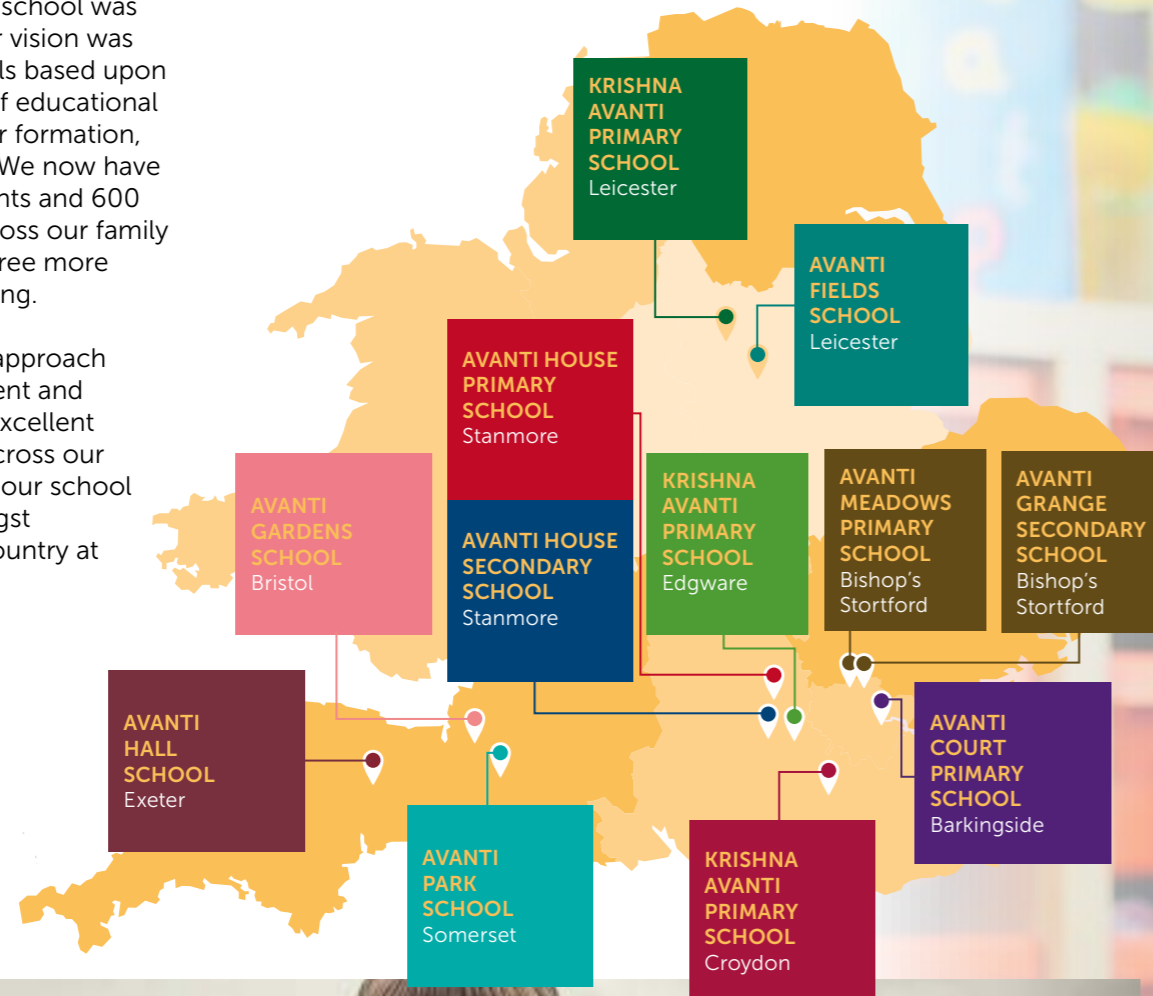 school was
vision was
ls based upon
f educational
r formation,
We now have
nts and 600
oss our family
ree more
ng.
approach
ent and
xcellent
cross our
our school
gst
ountry at
KRISHNA
AVANTI
PRIMARY
SCHOOL
Leicester
AVANTI
FIELDS
SCHOOL
Leicester
AVANTI HOUSE
PRIMARY
SCHOOL
Stanmore
AVANTI HOUSE
SECONDARY
SCHOOL
Stanmore
AVANTI
GARDENS
SCHOOL
Bristol
KRISHNA
AVANTI
PRIMARY
SCHOOL
Edgware
AVANTI
MEADOWS
PRIMARY
SCHOOL
Bishop's
Stortford
AVANTI
GRANGE
SECONDARY
SCHOOL
Bishop's
Stortford
AVANTI
HALL
SCHOOL
Exeter
AVANTI
PARK
SCHOOL
Somerset
KRISHNA
AVANTI
PRIMARY
SCHOOL
Croydon
AVANTI
COURT
PRIMARY
SCHOOL
Barkingside